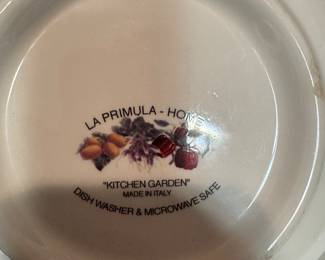 LA PRIMULA - HOME
"KITCHEN GARDEN"
MADE IN ITALY
DISH WASHER & MICROWAVE SAFE